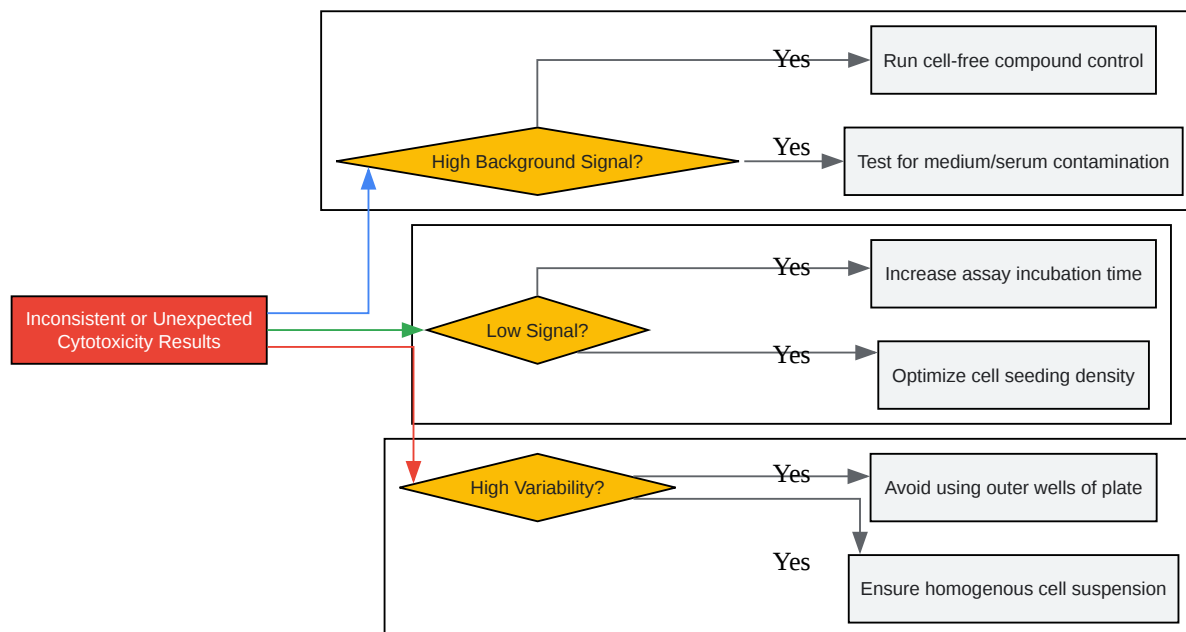 Inconsistent or Unexpected
Cytotoxicity Results
High Background Signal?
Yes
Run cell-free compound control
Yes
Test for medium/serum contamination
Low Signal?
Yes
Increase assay incubation time
Yes
Optimize cell seeding density
High Variability?
Yes
Avoid using outer wells of plate
Yes
Ensure homogenous cell suspension